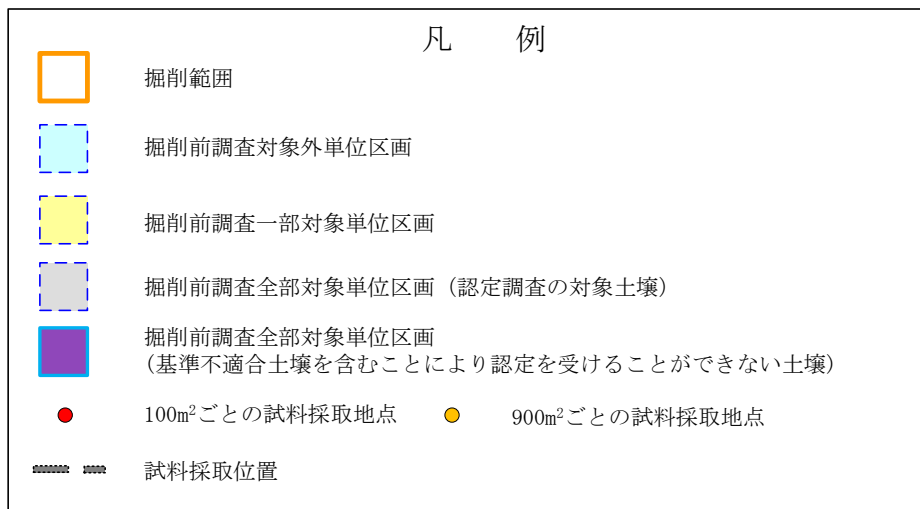 凡　　例
掘削範囲
掘削前調査対象外単位区画
掘削前調査一部対象単位区画
掘削前調査全部対象単位区画（認定調査の対象土壌）
掘削前調査全部対象単位区画
（基準不適合土壌を含むことにより認定を受けることができない土壌）
100m²ごとの試料採取地点　　900m²ごとの試料採取地点
試料採取位置